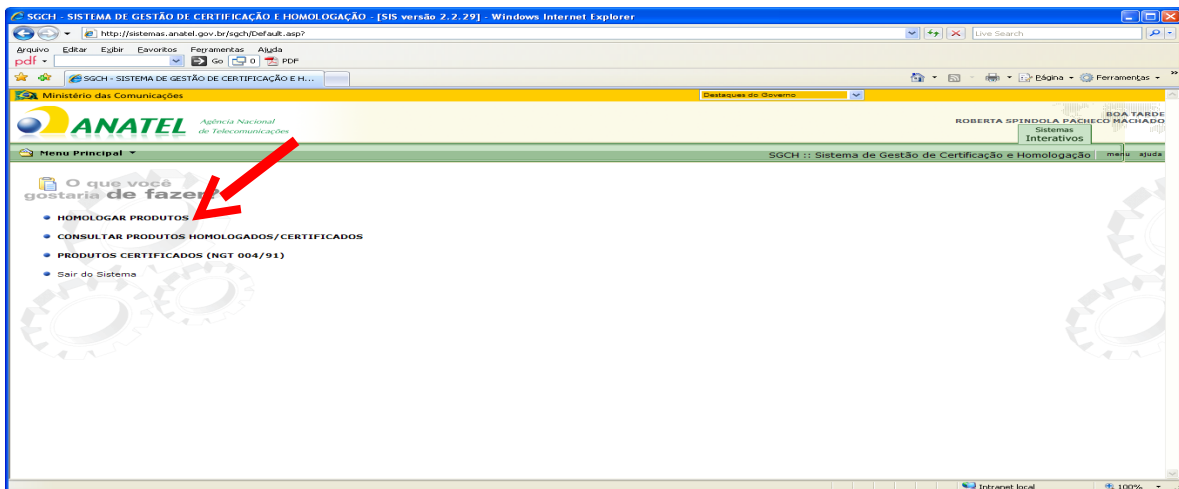 SGCH - SISTEMA DE GESTÃO DE CERTIFICAÇÃO E HOMOLOGAÇÃO - [SIS versão 2.2.29] - Windows Internet Explorer
http://sistemas.anatel.gov.br/sgch/Default.asp?
Live Search
Arquivo Editar Exibir Favoritos Ferramentas Ajuda
pdf Go 0 PDF
SGCH - SISTEMA DE GESTÃO DE CERTIFICAÇÃO E H...
Página Ferramentas »
Ministério das Comunicações
Destaques do Governo
BOA TARDE
ANATEL
Agência Nacional
de Telecomunicações
ROBERTA SPINDOLA PACHECO MACHADO
Sistemas
Interativos
Menu Principal
SGCH :: Sistema de Gestão de Certificação e Homologação menu ajuda
O que você
gostaria de fazer?
HOMOLOGAR PRODUTOS
CONSULTAR PRODUTOS HOMOLOGADOS/CERTIFICADOS
PRODUTOS CERTIFICADOS (NGT 004/91)
Sair do Sistema
Intranet local
100%